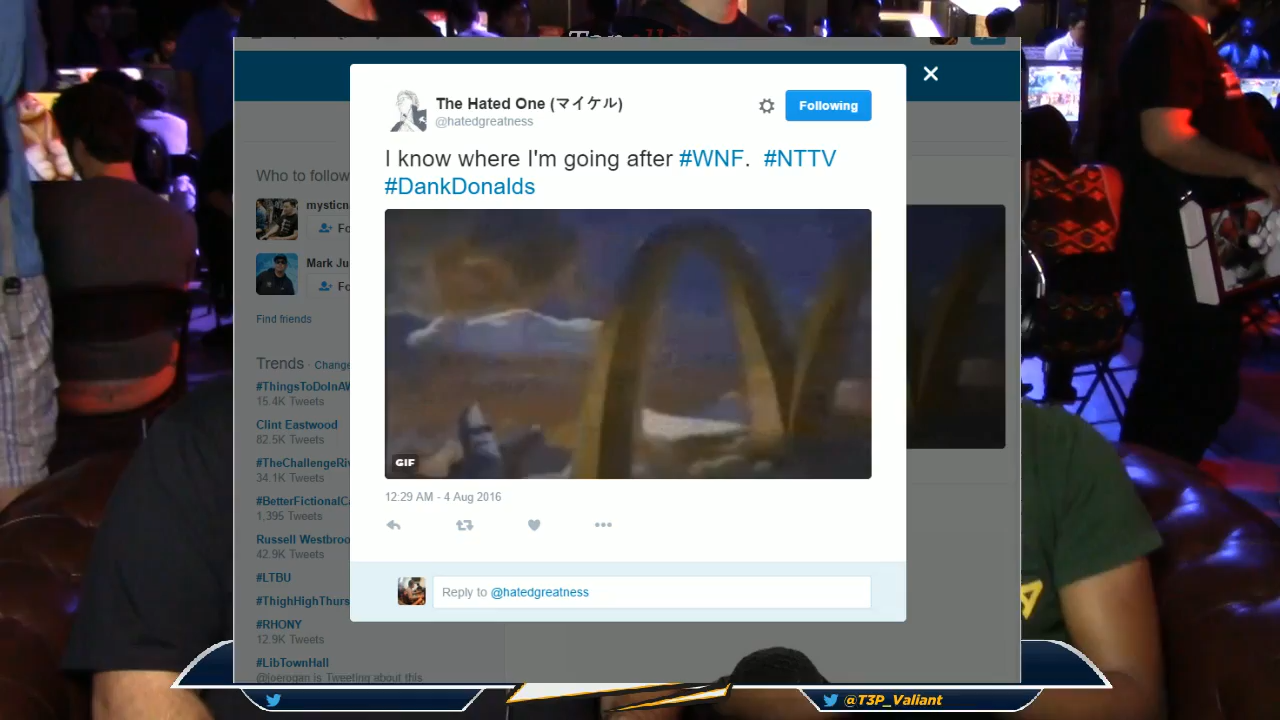 The Hated One (マイケル)
@hatedgreatness
Following
I know where I'm going after #WNF. #NTTV
#DankDonalds
GIF
12:29 AM - 4 Aug 2016
Reply to @hatedgreatness
Who to follow
mysticn
Fo
Mark Ju
Fo
Find friends
Trends · Change
#ThingsToDoInAW
15.4K Tweets
Clint Eastwood
82.5K Tweets
#TheChallengeRiv
34.1K Tweets
#BetterFictionalCa
1,395 Tweets
Russell Westbroo
42.9K Tweets
#LTBU
#ThighHighThurs
#RHONY
12.9K Tweets
#LibTownHall
@joerogan is Tweeting about this
@T3P_Valiant